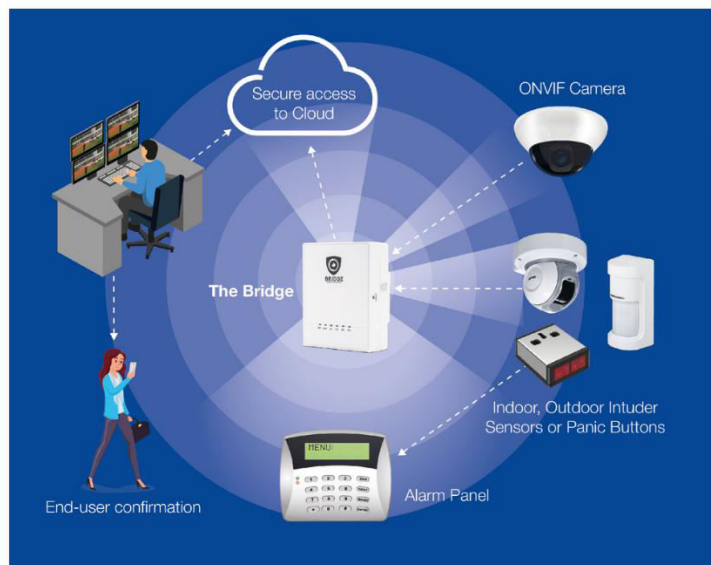 Secure access
to Cloud
ONVIF Camera
BRIDGE
The Bridge
Indoor, Outdoor Intuder
Sensors or Panic Buttons
MENU:
Alarm Panel
End-user confirmation